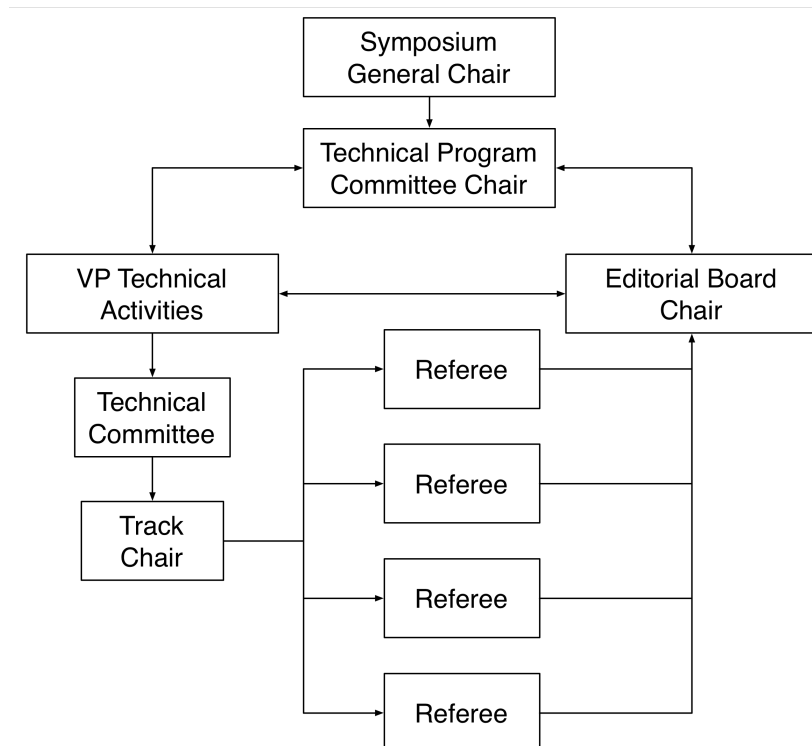 Symposium
General Chair
Technical Program
Committee Chair
VP Technical
Activities
Editorial Board
Chair
Referee
Technical
Committee
Referee
Track
Chair
Referee
Referee